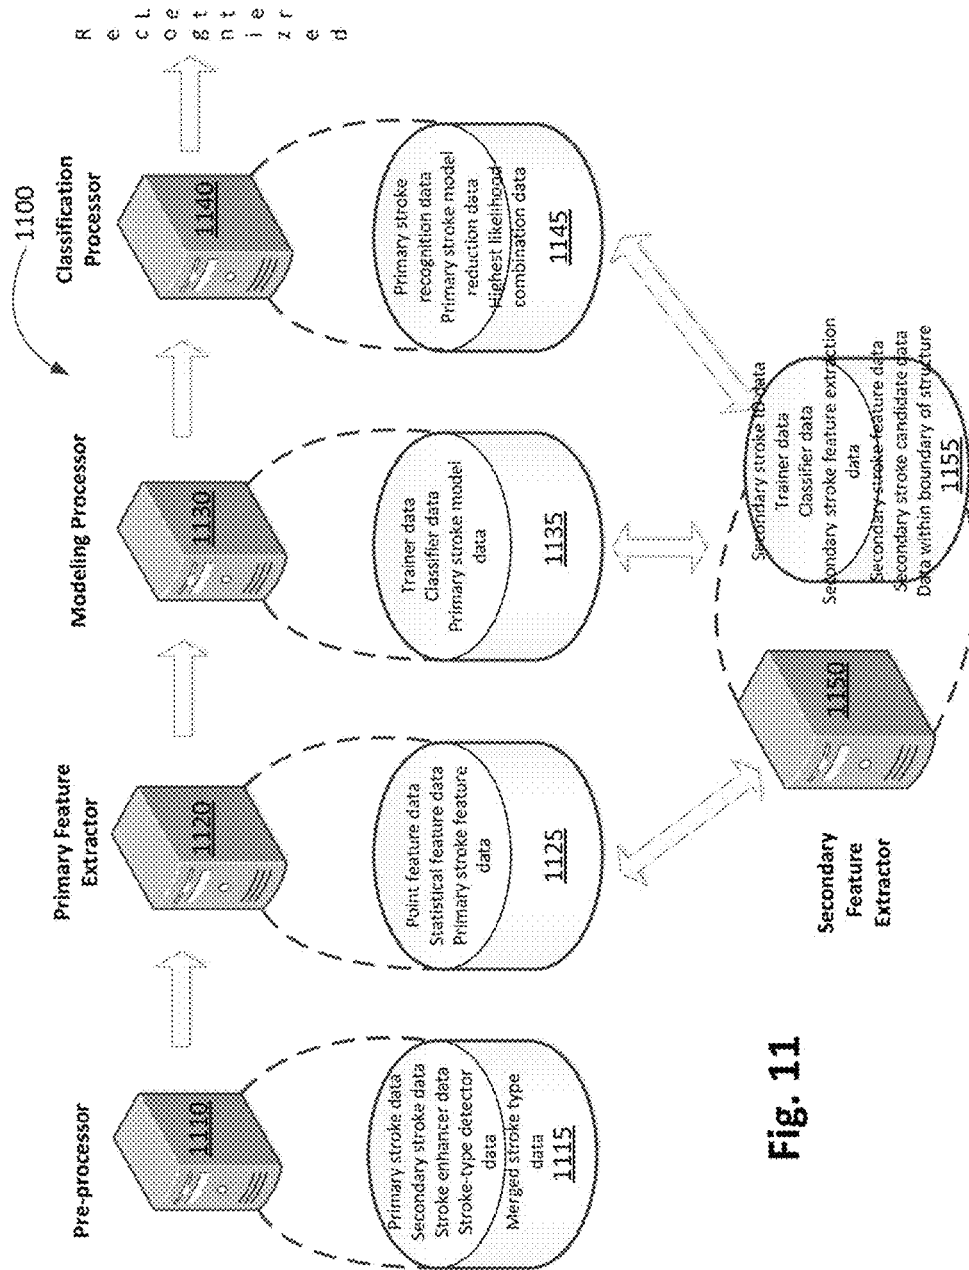 1100
Pre-processor
Primary Feature
Extractor
Modeling Processor
Classification
Processor
1110
1120
1130
1140
Recognized
Letter
Primary stroke data
Secondary stroke data
Stroke enhancer data
Stroke-type detector
data
Merged stroke type
data
1115
Point feature data
Statistical feature data
Primary stroke feature
data
1125
Trainer data
Classifier data
Primary stroke model
data
1135
Primary stroke
recognition data
Primary stroke model
reduction data
Highest likelihood
combination data
1145
Secondary
Feature
Extractor
1150
Secondary stroke ID data
Trainer data
Classifier data
Secondary stroke feature extraction
data
Secondary stroke feature data
Secondary stroke candidate data
Data within boundary of structure
1155
Fig. 11